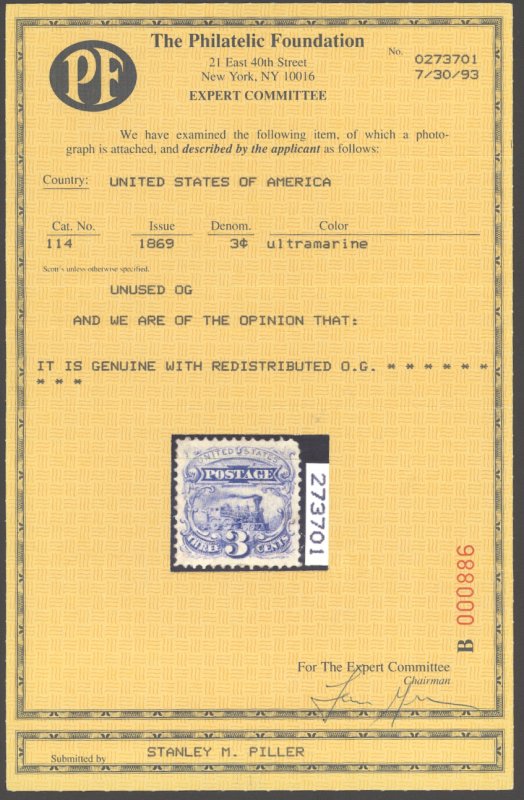 PF
The Philatelic Foundation
21 East 40th Street
New York, NY 10016
EXPERT COMMITTEE
No. 0273701
7/30/93
We have examined the following item, of which a photo-
graph is attached, and described by the applicant as follows:
Country: UNITED STATES OF AMERICA
Cat. No. Issue Denom. Color
114 1869 3¢ ultramarine
Scott's unless otherwise specified.
UNUSED OG
AND WE ARE OF THE OPINION THAT:
IT IS GENUINE WITH REDISTRIBUTED O.G. * * * * * *
* * *
UNITED STATES
POSTAGE
THREE 3 CENTS
273701
B 000886
For The Expert Committee
Chairman
Submitted by STANLEY M. PILLER